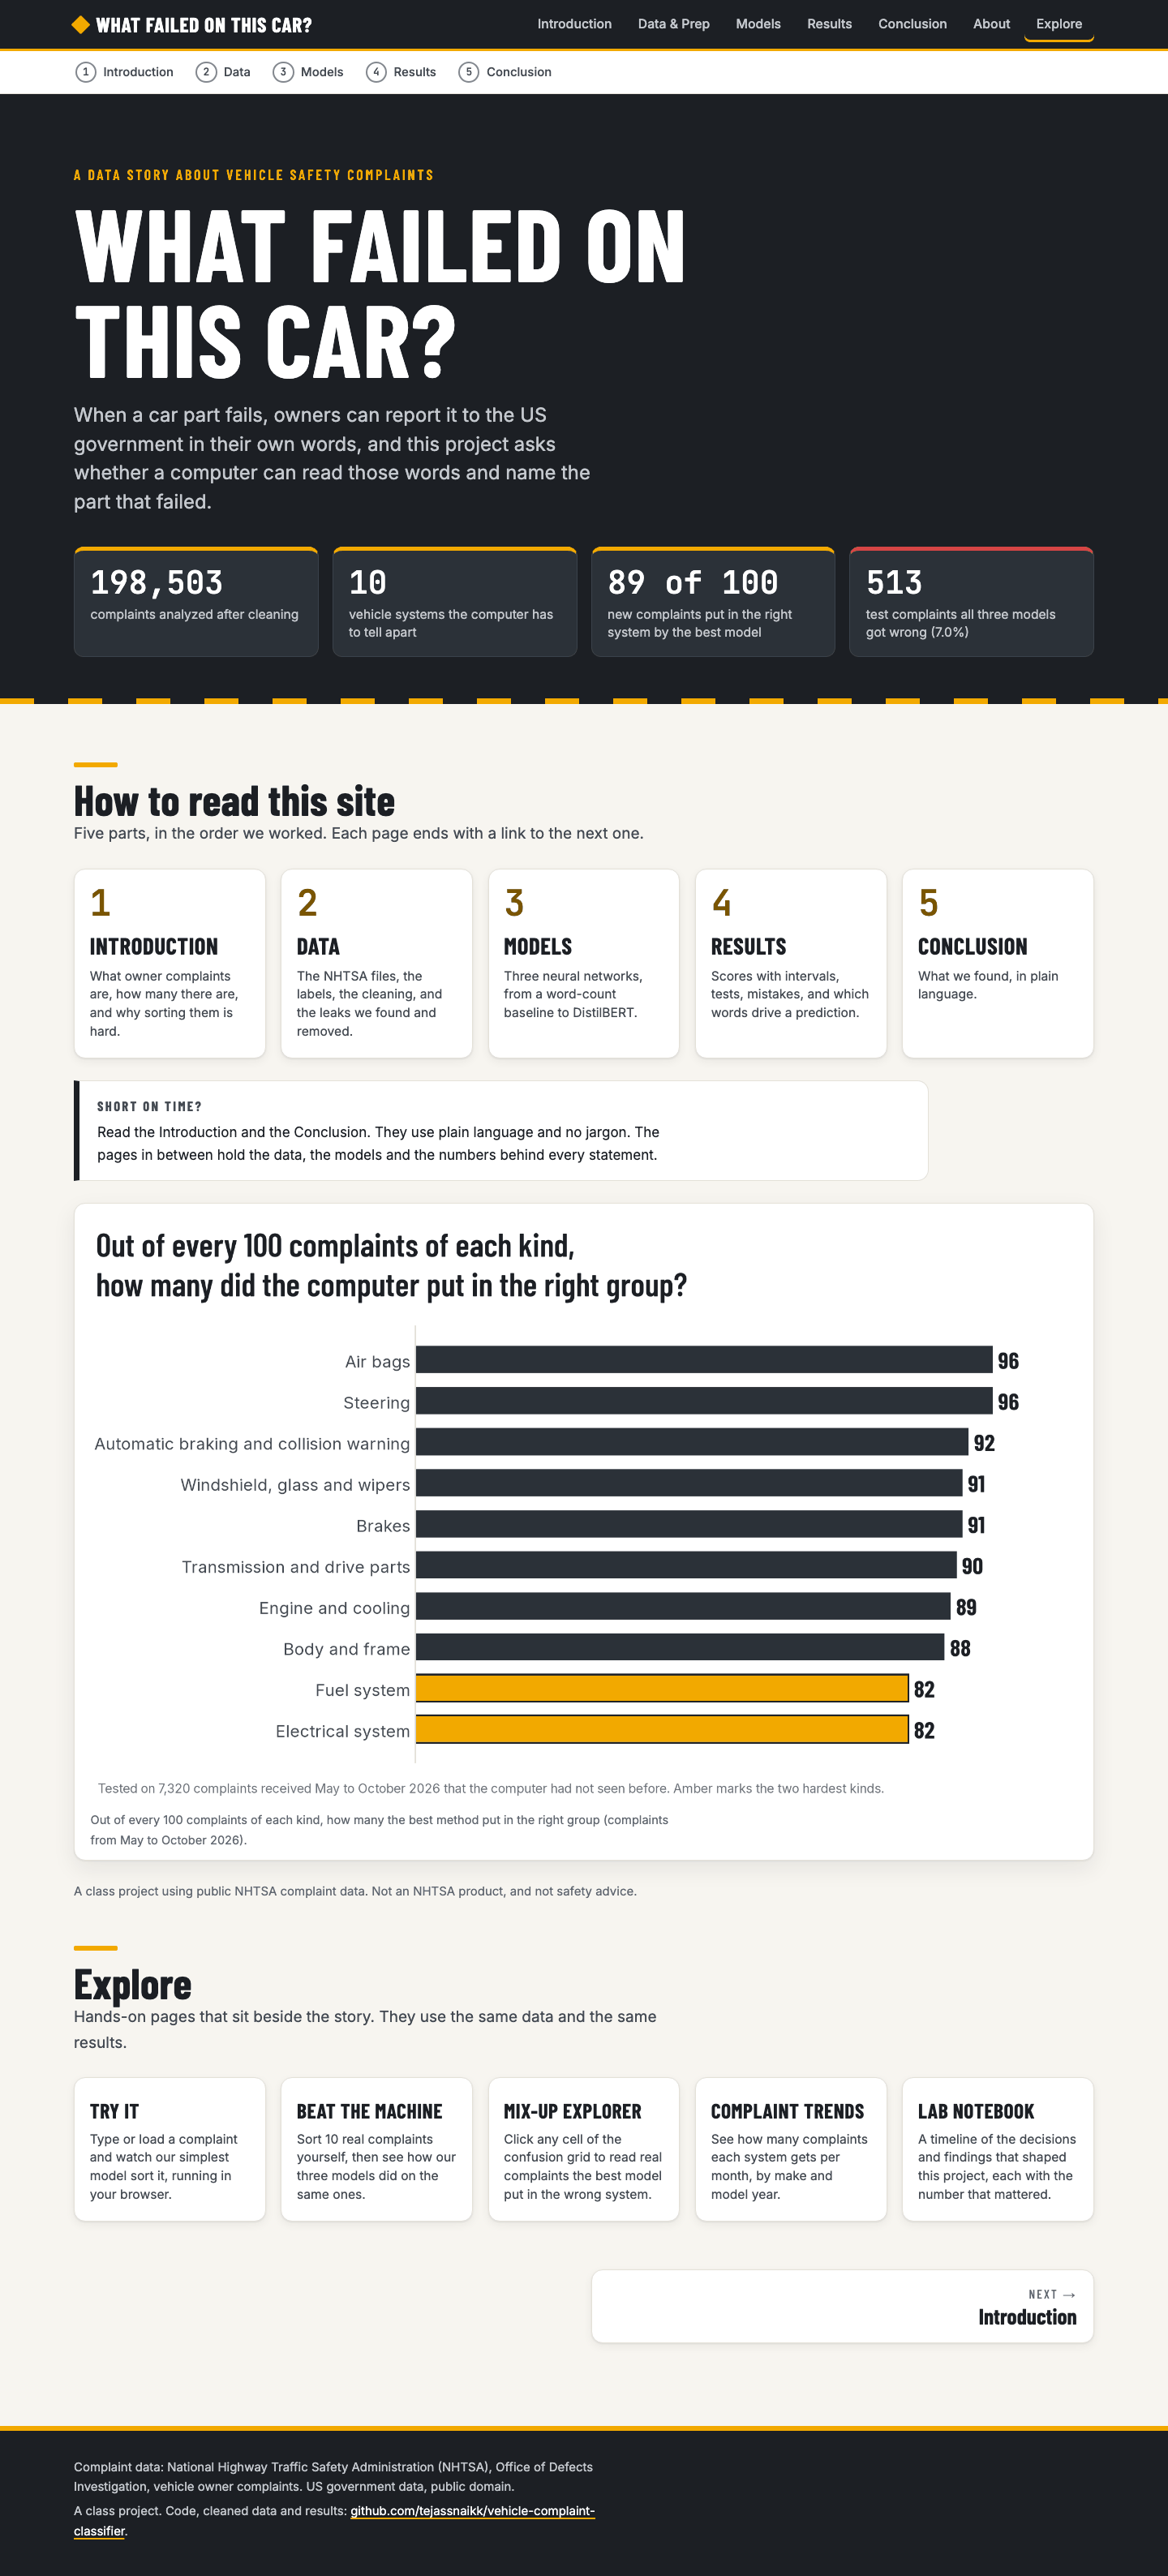 WHAT FAILED ON THIS CAR?
Introduction Data & Prep Models Results Conclusion About Explore
1 Introduction 2 Data 3 Models 4 Results 5 Conclusion
A DATA STORY ABOUT VEHICLE SAFETY COMPLAINTS
WHAT FAILED ON
THIS CAR?
When a car part fails, owners can report it to the US
government in their own words, and this project asks
whether a computer can read those words and name the
part that failed.
198,503
complaints analyzed after cleaning
10
vehicle systems the computer has
to tell apart
89 of 100
new complaints put in the right
system by the best model
513
test complaints all three models
got wrong (7.0%)
How to read this site
Five parts, in the order we worked. Each page ends with a link to the next one.
1
INTRODUCTION
What owner complaints
are, how many there are,
and why sorting them is
hard.
2
DATA
The NHTSA files, the
labels, the cleaning, and
the leaks we found and
removed.
3
MODELS
Three neural networks,
from a word-count
baseline to DistilBERT.
4
RESULTS
Scores with intervals,
tests, mistakes, and which
words drive a prediction.
5
CONCLUSION
What we found, in plain
language.
SHORT ON TIME?
Read the Introduction and the Conclusion. They use plain language and no jargon. The
pages in between hold the data, the models and the numbers behind every statement.
Out of every 100 complaints of each kind,
how many did the computer put in the right group?
Air bags 96
Steering 96
Automatic braking and collision warning 92
Windshield, glass and wipers 91
Brakes 91
Transmission and drive parts 90
Engine and cooling 89
Body and frame 88
Fuel system 82
Electrical system 82
Tested on 7,320 complaints received May to October 2026 that the computer had not seen before. Amber marks the two hardest kinds.
Out of every 100 complaints of each kind, how many the best method put in the right group (complaints
from May to October 2026).
A class project using public NHTSA complaint data. Not an NHTSA product, and not safety advice.
Explore
Hands-on pages that sit beside the story. They use the same data and the same
results.
TRY IT
Type or load a complaint
and watch our simplest
model sort it, running in
your browser.
BEAT THE MACHINE
Sort 10 real complaints
yourself, then see how our
three models did on the
same ones.
MIX-UP EXPLORER
Click any cell of the
confusion grid to read real
complaints the best model
put in the wrong system.
COMPLAINT TRENDS
See how many complaints
each system gets per
month, by make and
model year.
LAB NOTEBOOK
A timeline of the decisions
and findings that shaped
this project, each with the
number that mattered.
NEXT →
Introduction
Complaint data: National Highway Traffic Safety Administration (NHTSA), Office of Defects
Investigation, vehicle owner complaints. US government data, public domain.
A class project. Code, cleaned data and results: github.com/tejassnaikk/vehicle-complaint-
classifier.